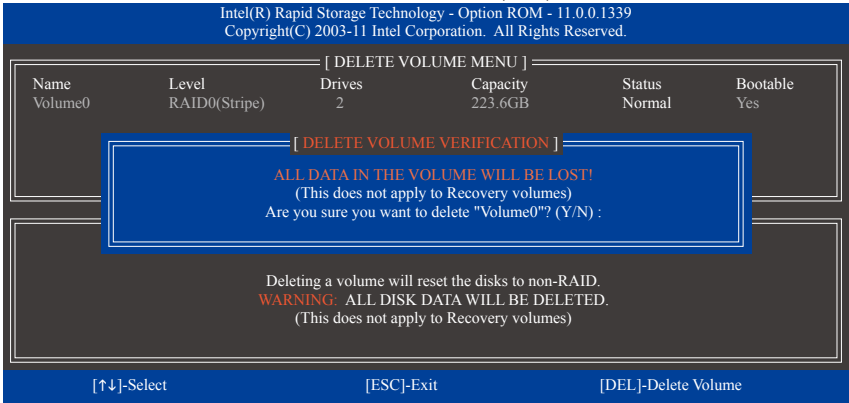 Intel(R) Rapid Storage Technology - Option ROM - 11.0.0.1339
Copyright(C) 2003-11 Intel Corporation. All Rights Reserved.
[ DELETE VOLUME MENU ]
Name Level Drives Capacity Status Bootable
Volume0 RAID0(Stripe) 2 223.6GB Normal Yes
[ DELETE VOLUME VERIFICATION ]
ALL DATA IN THE VOLUME WILL BE LOST!
(This does not apply to Recovery volumes)
Are you sure you want to delete "Volume0"? (Y/N) :
Deleting a volume will reset the disks to non-RAID.
WARNING: ALL DISK DATA WILL BE DELETED.
(This does not apply to Recovery volumes)
[↑↓]-Select [ESC]-Exit [DEL]-Delete Volume